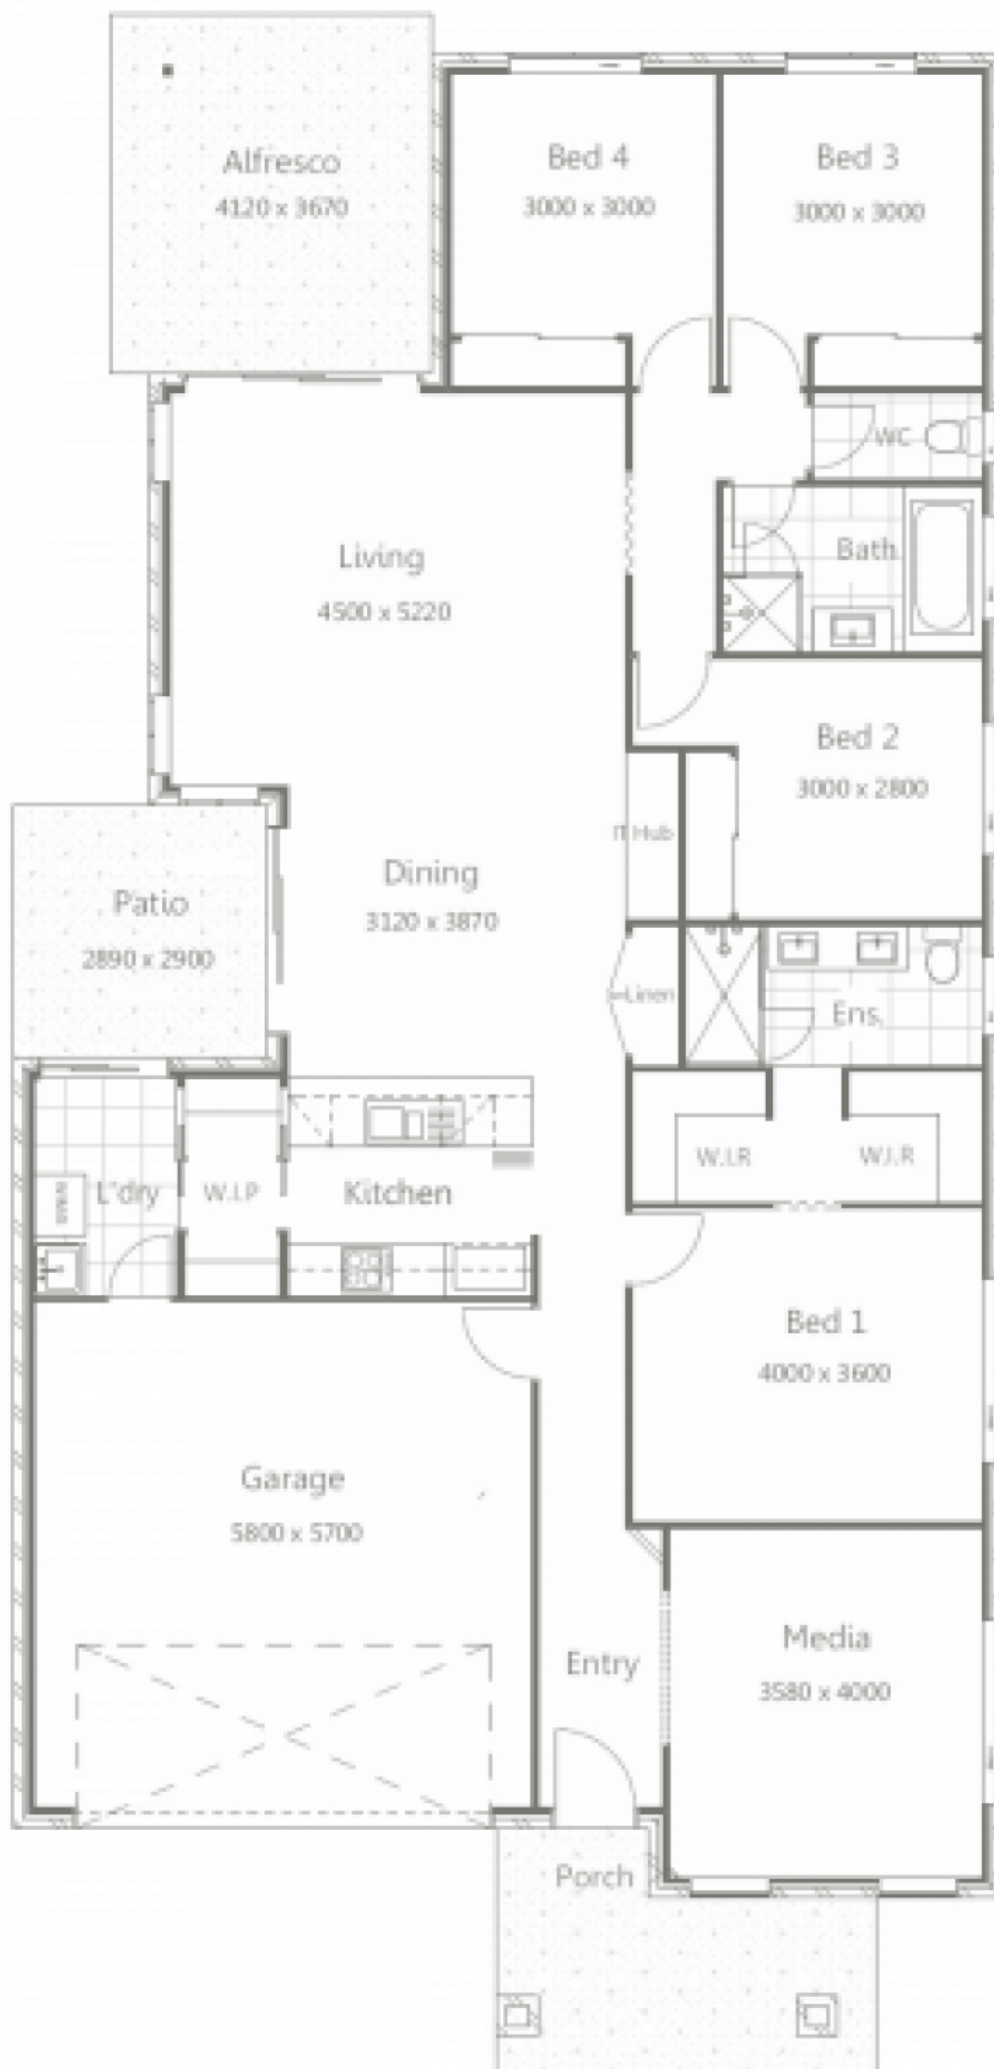 Alfresco
4120 x 3670
Bed 4
3000 x 3000
Bed 3
3000 x 3000
WC
Bath
Living
4500 x 5220
Bed 2
3000 x 2800
IT Hub
Dining
3120 x 3870
Patio
2890 x 2900
Linen
Ens.
W.I.R
W.I.R
L'dry
W.I.P
Kitchen
Bed 1
4000 x 3600
Garage
5800 x 5700
Entry
Media
3580 x 4000
Porch